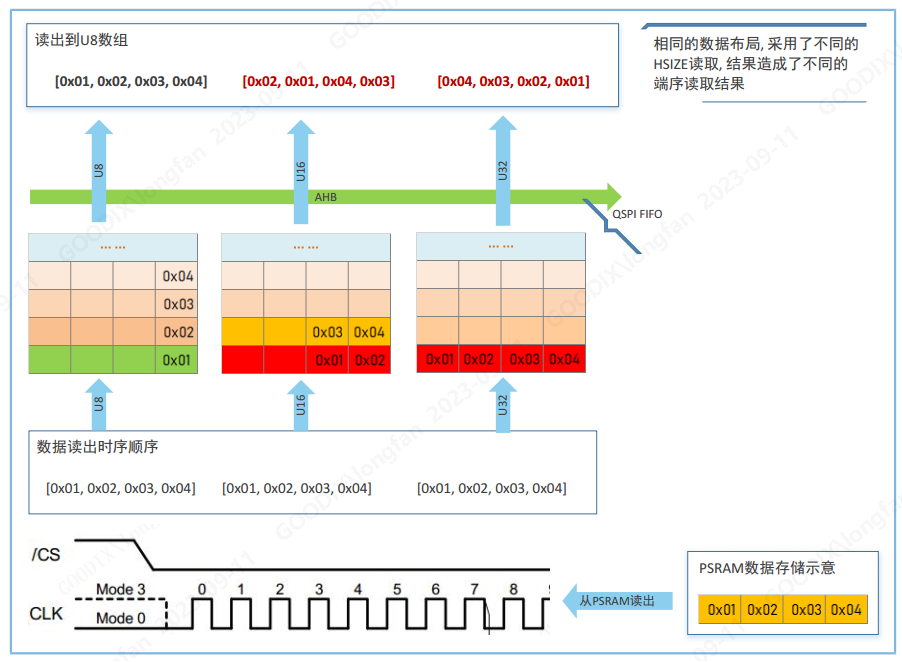 读出到U8数组
[0x01, 0x02, 0x03, 0x04]
[0x02, 0x01, 0x04, 0x03]
[0x04, 0x03, 0x02, 0x01]
相同的数据布局, 采用了不同的
HSIZE读取, 结果造成了不同的
端序读取结果
U8
U16
U32
AHB
QSPI FIFO
... ...
0x04
0x03
0x02
0x01
... ...
0x03 0x04
0x01 0x02
... ...
0x01 0x02 0x03 0x04
U8
U16
U32
数据读出时序顺序
[0x01, 0x02, 0x03, 0x04]
[0x01, 0x02, 0x03, 0x04]
[0x01, 0x02, 0x03, 0x04]
/CS
Mode 3
CLK
Mode 0
0 1 2 3 4 5 6 7 8
从PSRAM读出
PSRAM数据存储示意
0x01 0x02 0x03 0x04
GOODIX\longfan 2023-09-11